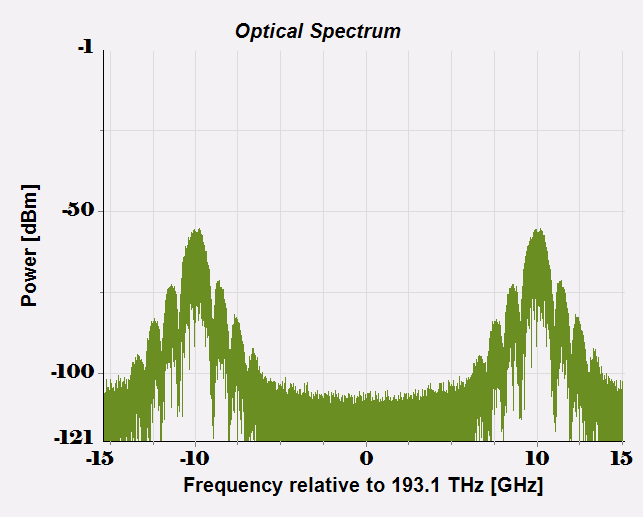 Optical Spectrum
-1
-50
-100
-121
Power [dBm]
-15 -10 0 10 15
Frequency relative to 193.1 THz [GHz]